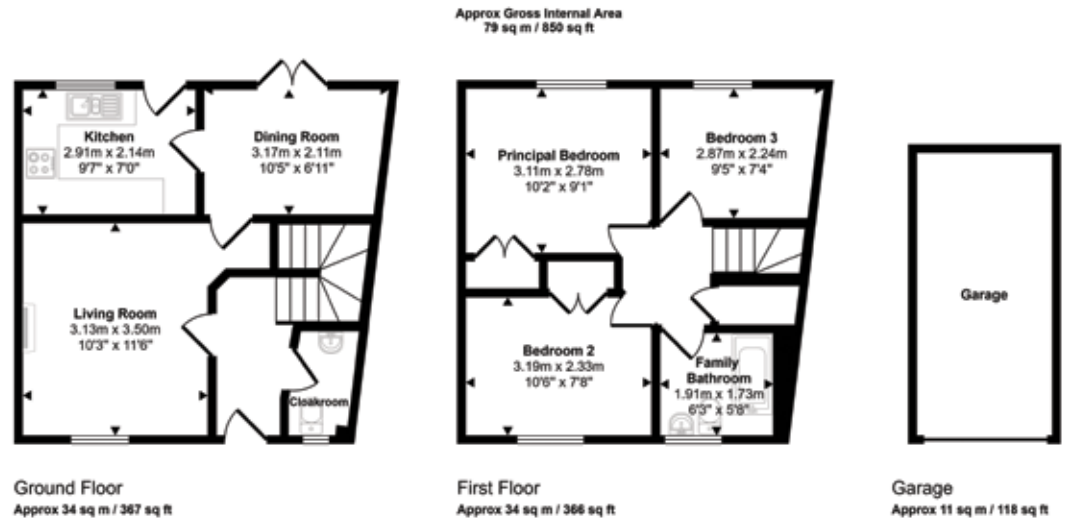 Approx Gross Internal Area
79 sq m / 850 sq ft
Kitchen
2.91m x 2.14m
9'7" x 7'0"
Dining Room
3.17m x 2.11m
10'5" x 6'11"
Living Room
3.13m x 3.50m
10'3" x 11'6"
Cloakroom
Ground Floor
Approx 34 sq m / 367 sq ft
Principal Bedroom
3.11m x 2.78m
10'2" x 9'1"
Bedroom 3
2.87m x 2.24m
9'5" x 7'4"
Bedroom 2
3.19m x 2.33m
10'6" x 7'8"
Family
Bathroom
1.91m x 1.73m
6'3" x 5'8"
First Floor
Approx 34 sq m / 366 sq ft
Garage
Garage
Approx 11 sq m / 118 sq ft